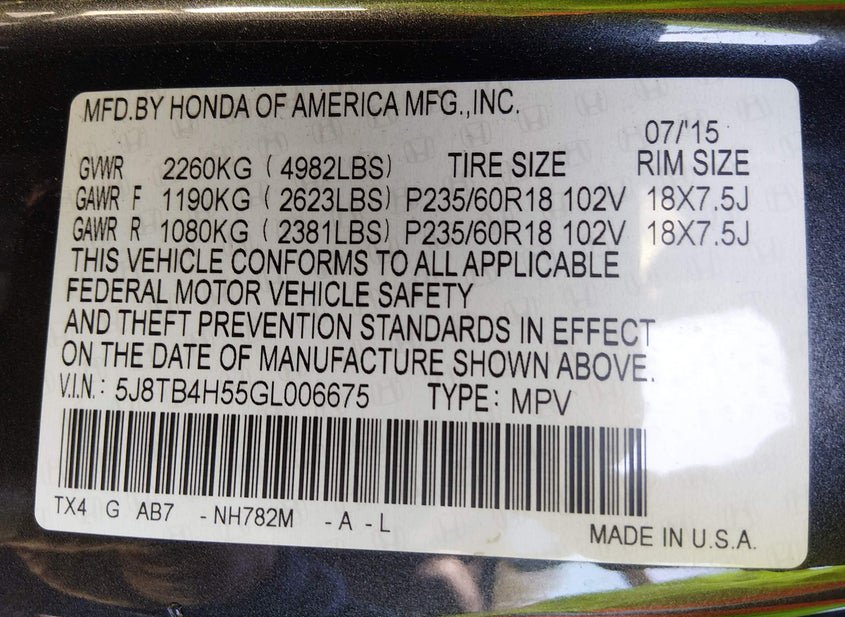 MFD.BY HONDA OF AMERICA MFG.,INC.
07/'15
GVWR 2260KG (4982LBS) TIRE SIZE RIM SIZE
GAWR F 1190KG (2623LBS) P235/60R18 102V 18X7.5J
GAWR R 1080KG (2381LBS) P235/60R18 102V 18X7.5J
THIS VEHICLE CONFORMS TO ALL APPLICABLE
FEDERAL MOTOR VEHICLE SAFETY
AND THEFT PREVENTION STANDARDS IN EFFECT
ON THE DATE OF MANUFACTURE SHOWN ABOVE.
V.I.N: 5J8TB4H55GL006675 TYPE: MPV
TX4 G AB7 -NH782M -A -L
MADE IN U.S.A.